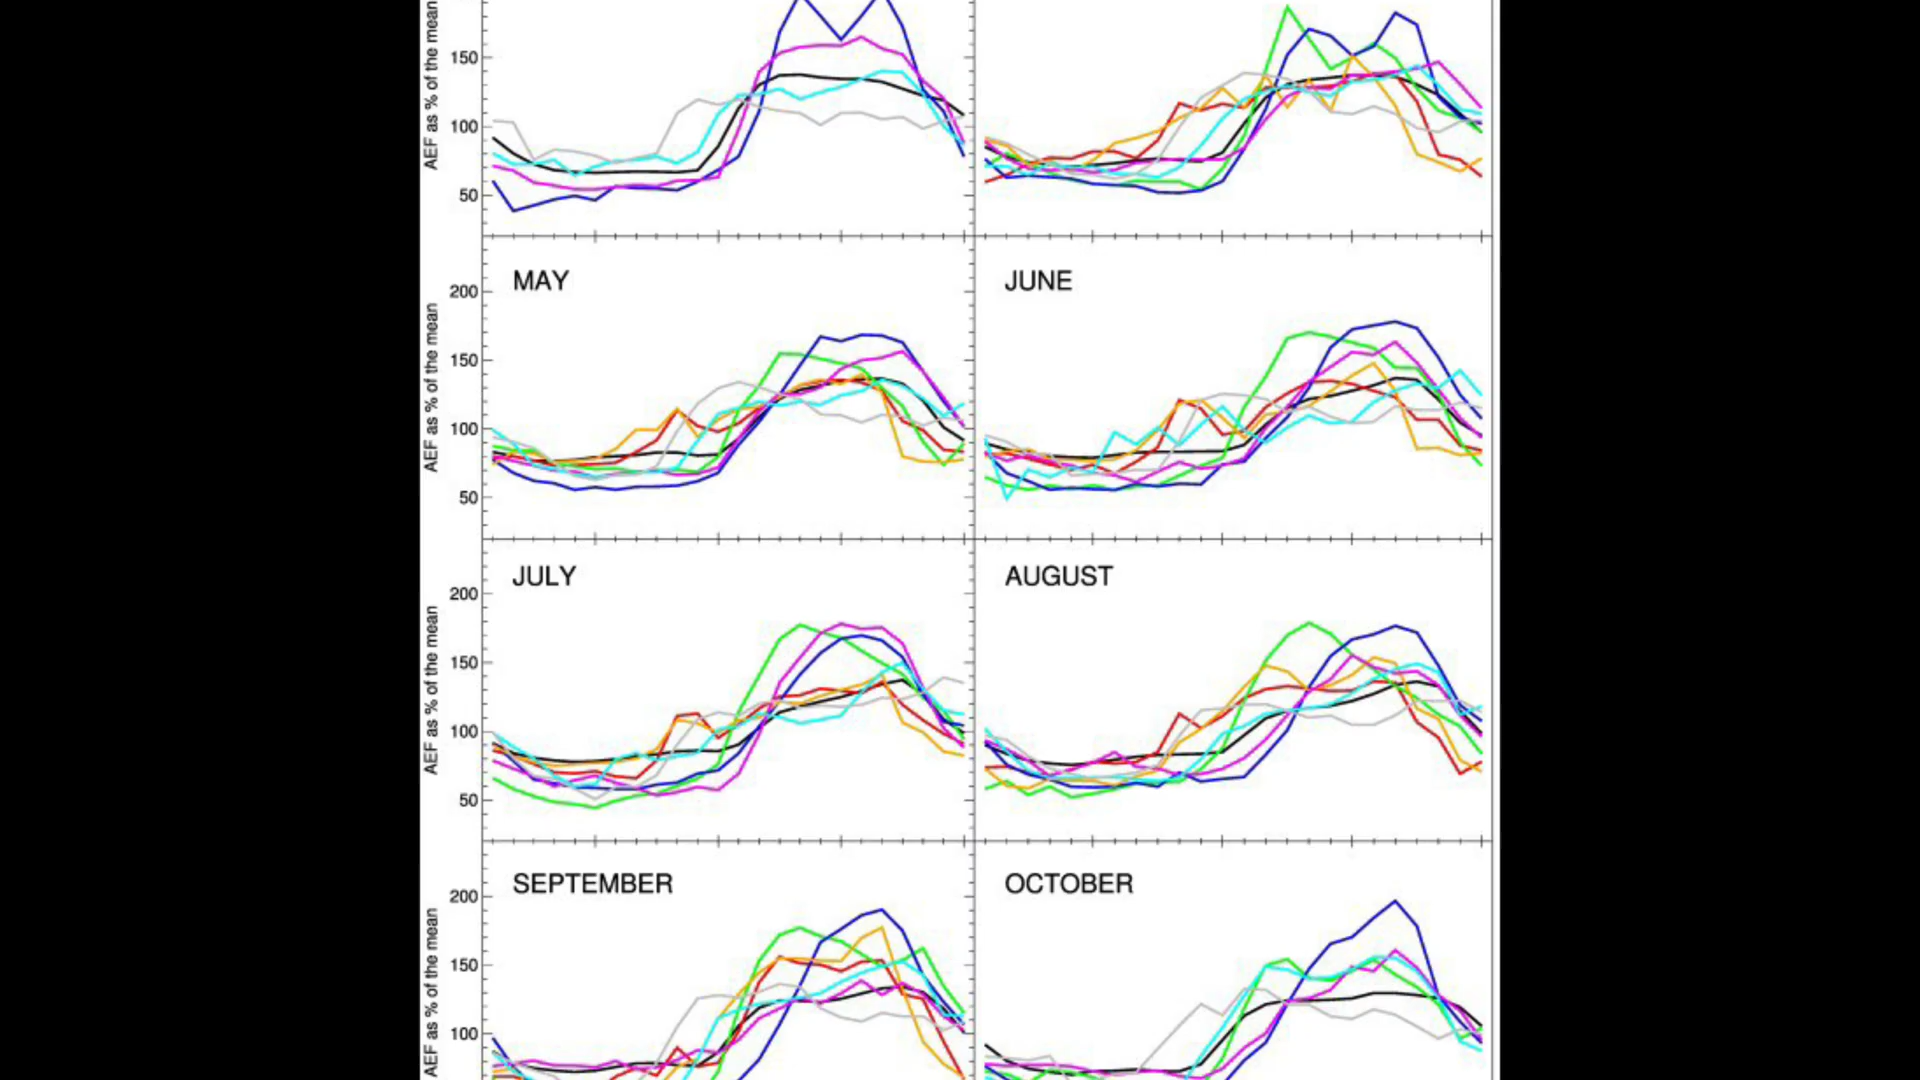 AEF as % of the mean
150
100
50
MAY
JUNE
AEF as % of the mean
200
150
100
50
JULY
AUGUST
AEF as % of the mean
200
150
100
50
SEPTEMBER
OCTOBER
AEF as % of the mean
200
150
100